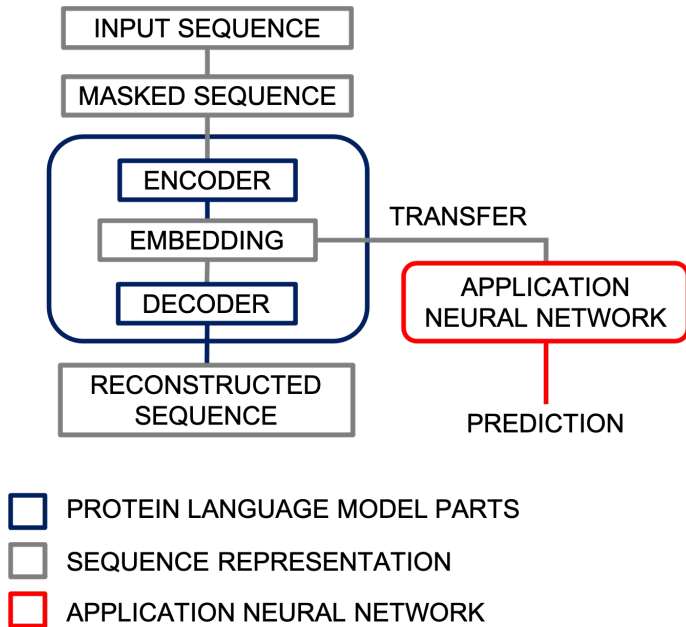 INPUT SEQUENCE
MASKED SEQUENCE
ENCODER
EMBEDDING
TRANSFER
DECODER
APPLICATION
NEURAL NETWORK
RECONSTRUCTED
SEQUENCE
PREDICTION
PROTEIN LANGUAGE MODEL PARTS
SEQUENCE REPRESENTATION
APPLICATION NEURAL NETWORK